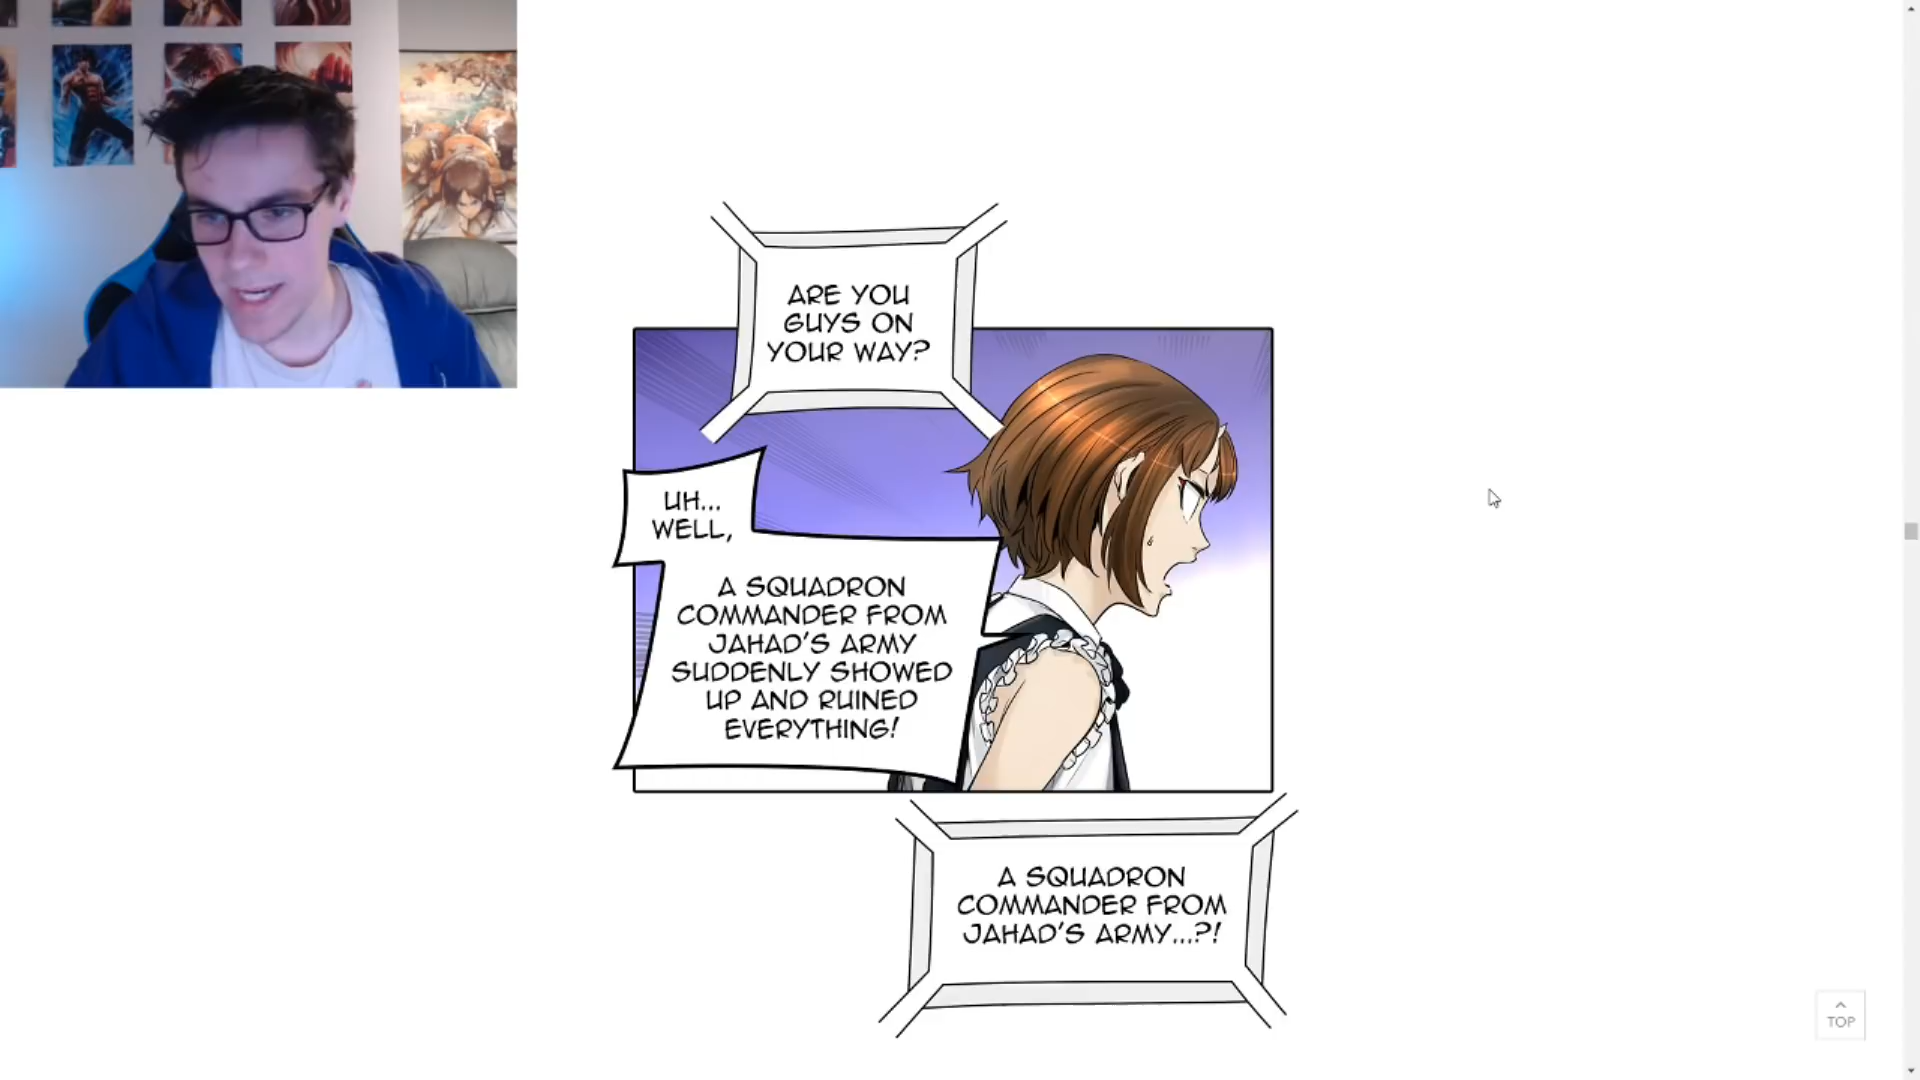 ARE YOU
GUYS ON
YOUR WAY?
UH...
WELL,
A SQUADRON
COMMANDER FROM
JAHAD'S ARMY
SUDDENLY SHOWED
UP AND RUINED
EVERYTHING!
A SQUADRON
COMMANDER FROM
JAHAD'S ARMY...?!
TOP